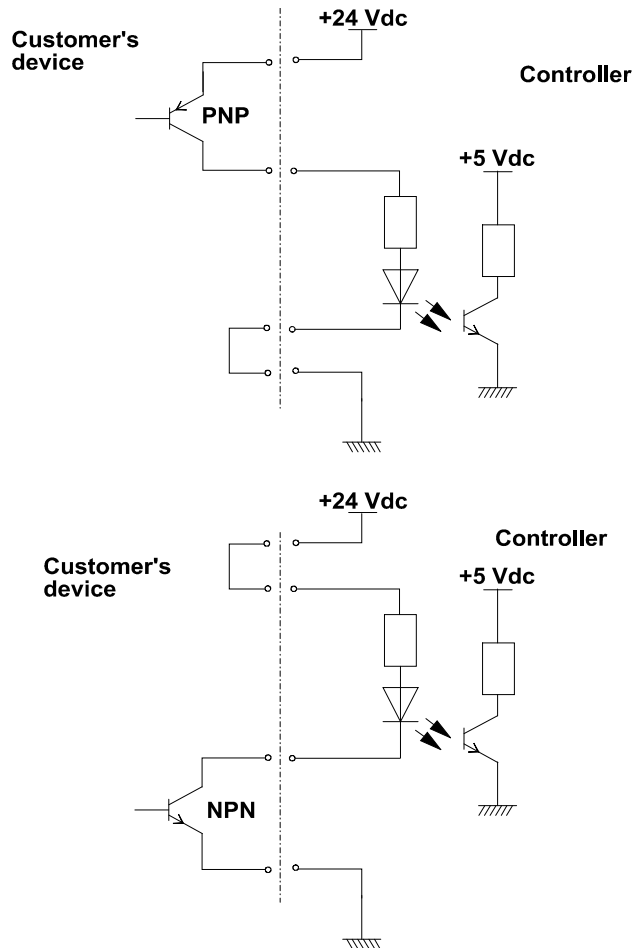 +24 Vdc
Customer's
device
Controller
PNP
+5 Vdc
+24 Vdc
Controller
Customer's
device
+5 Vdc
NPN